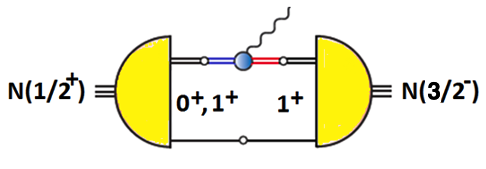 N(1/2⁺) N(3/2⁻)
0⁺, 1⁺ 1⁺